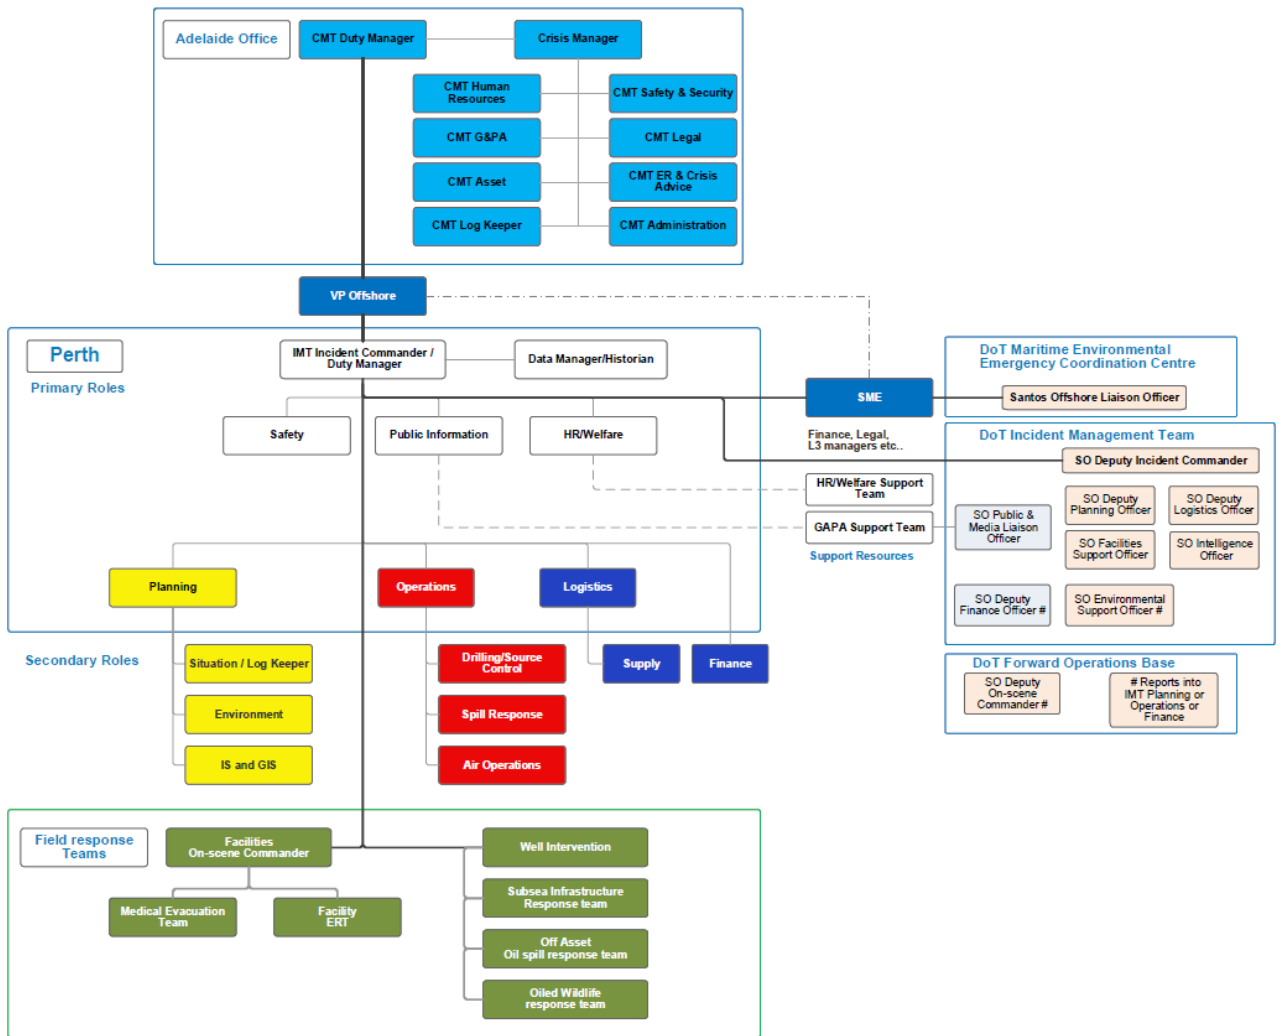 Adelaide Office
CMT Duty Manager
Crisis Manager
CMT Human
Resources
CMT Safety & Security
CMT G&PA
CMT Legal
CMT Asset
CMT ER & Crisis
Advice
CMT Log Keeper
CMT Administration
VP Offshore
Perth
Primary Roles
IMT Incident Commander /
Duty Manager
Data Manager/Historian
Safety
Public Information
HR/Welfare
SME
Finance, Legal,
L3 managers etc..
HR/Welfare Support
Team
GAPA Support Team
Support Resources
DoT Maritime Environmental
Emergency Coordination Centre
Santos Offshore Liaison Officer
DoT Incident Management Team
SO Deputy Incident Commander
SO Deputy
Planning Officer
SO Deputy
Logistics Officer
SO Public &
Media Liaison
Officer
SO Facilities
Support Officer
SO Intelligence
Officer
SO Deputy
Finance Officer #
SO Environmental
Support Officer #
DoT Forward Operations Base
SO Deputy
On-scene
Commander #
# Reports into
IMT Planning or
Operations or
Finance
Planning
Operations
Logistics
Secondary Roles
Situation / Log Keeper
Drilling/Source
Control
Supply
Finance
Environment
Spill Response
IS and GIS
Air Operations
Field response
Teams
Facilities
On-scene Commander
Well Intervention
Medical Evacuation
Team
Facility
ERT
Subsea Infrastructure
Response team
Off Asset
Oil spill response team
Oiled Wildlife
response team